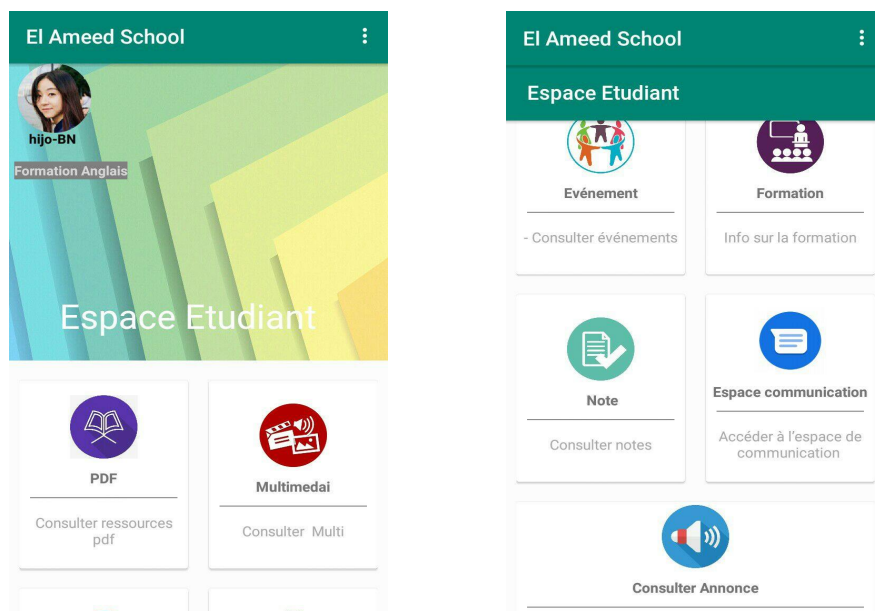 El Ameed School
hijo-BN
Formation Anglais
Espace Etudiant
PDF
Consulter ressources
pdf
Multimedai
Consulter Multi
El Ameed School
Espace Etudiant
Evénement
- Consulter événements
Formation
Info sur la formation
Note
Consulter notes
Espace communication
Accéder à l'espace de
communication
Consulter Annonce